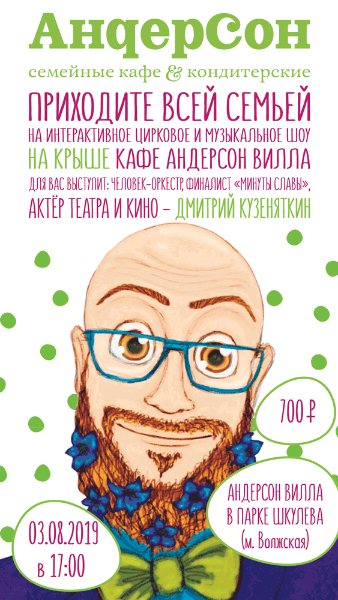 АндерСон
семейные кафе & кондитерские
ПРИХОДИТЕ ВСЕЙ СЕМЬЕЙ
НА ИНТЕРАКТИВНОЕ ЦИРКОВОЕ И МУЗЫКАЛЬНОЕ ШОУ
НА КРЫШЕ КАФЕ АНДЕРСОН ВИЛЛА
ДЛЯ ВАС ВЫСТУПИТ: ЧЕЛОВЕК-ОРКЕСТР, ФИНАЛИСТ «МИНУТЫ СЛАВЫ»,
АКТЁР ТЕАТРА И КИНО – ДМИТРИЙ КУЗЕНЯТКИН
700 ₽
АНДЕРСОН ВИЛЛА
В ПАРКЕ ШКУЛЕВА
(м. Волжская)
03.08.2019
в 17:00